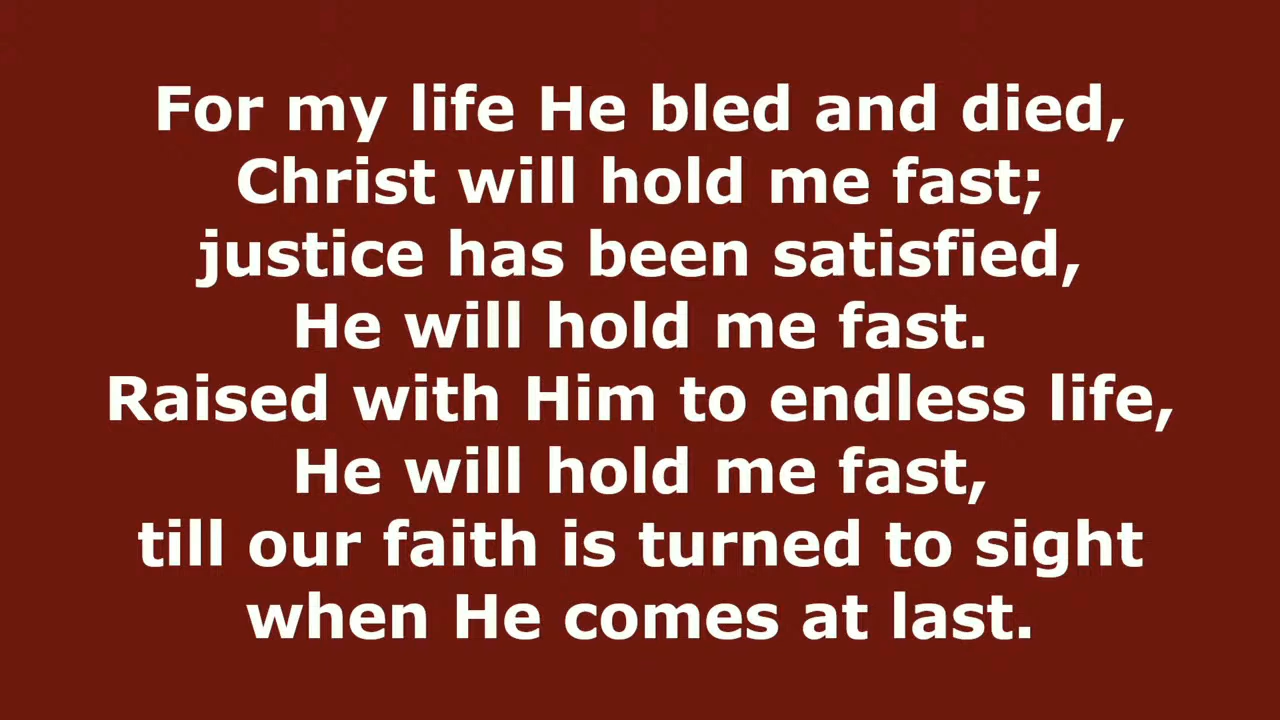 For my life He bled and died,
Christ will hold me fast;
justice has been satisfied,
He will hold me fast.
Raised with Him to endless life,
He will hold me fast,
till our faith is turned to sight
when He comes at last.